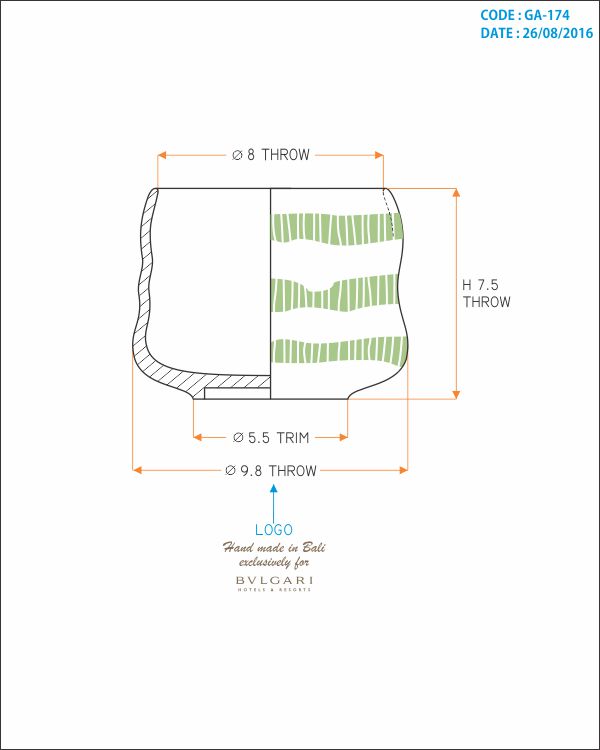 CODE : GA-174
DATE : 26/08/2016
Ø 8 THROW
H 7.5
THROW
Ø 5.5 TRIM
Ø 9.8 THROW
LOGO
Hand made in Bali
exclusively for
BVLGARI
HOTELS & RESORTS